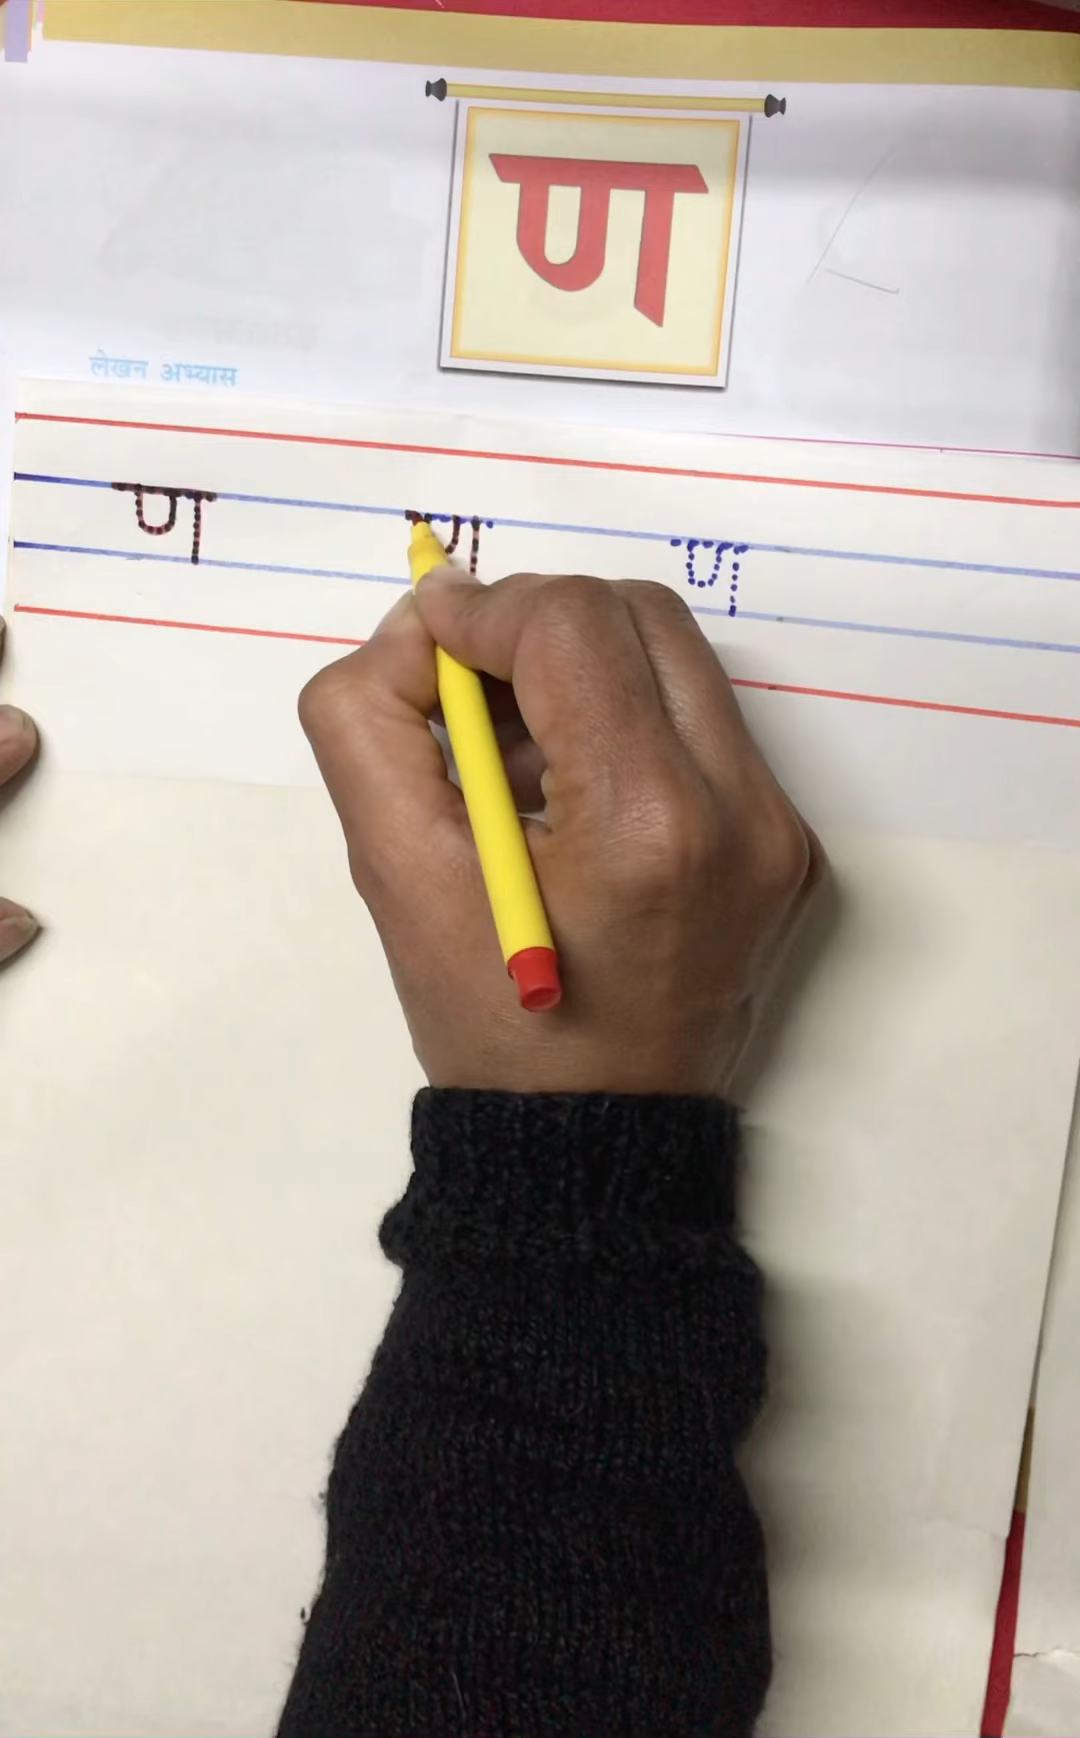 ण
लेखन अभ्यास
ण ण ण